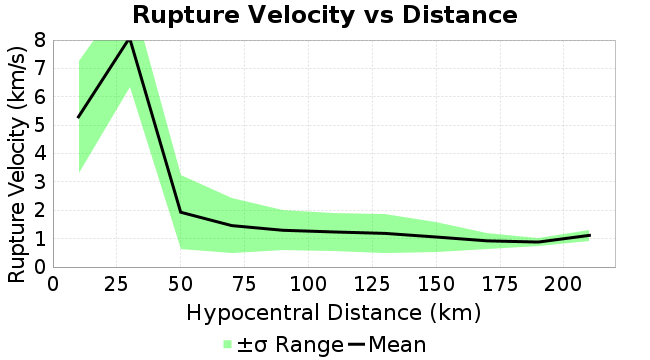 Rupture Velocity vs Distance
Rupture Velocity (km/s)
8
7
6
5
4
3
2
1
0
0 25 50 75 100 125 150 175 200
Hypocentral Distance (km)
±σ Range Mean